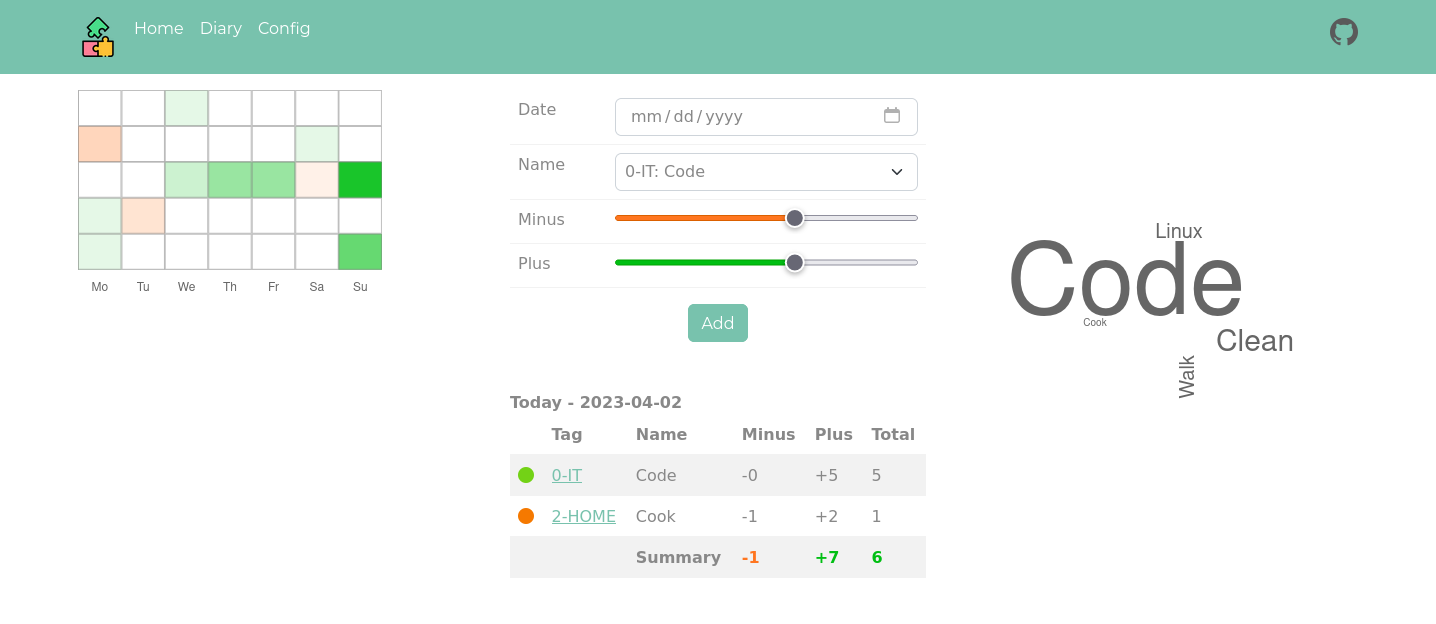 Home Diary Config
Mo Tu We Th Fr Sa Su
Date mm/dd/yyyy
Name 0-IT: Code
Minus
Plus
Add
Today - 2023-04-02
Tag Name Minus Plus Total
0-IT Code -0 +5 5
2-HOME Cook -1 +2 1
Summary -1 +7 6
Linux
Code
Cook
Clean
Walk